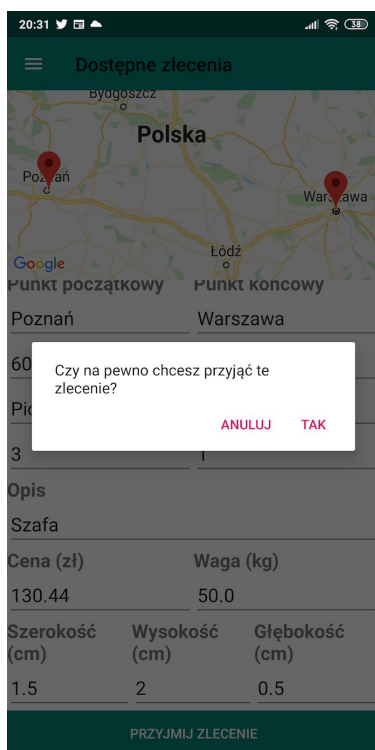 20:31 38
Dostępne zlecenia
Bydgoszcz
Polska
Poznań
Warszawa
Łódź
Google
Punkt początkowy Punkt końcowy
Poznań Warszawa
60
Czy na pewno chcesz przyjąć te
zlecenie?
ANULUJ TAK
3 1
Opis
Szafa
Cena (zł) Waga (kg)
130.44 50.0
Szerokość Wysokość Głębokość
(cm) (cm) (cm)
1.5 2 0.5
PRZYJMIJ ZLECENIE